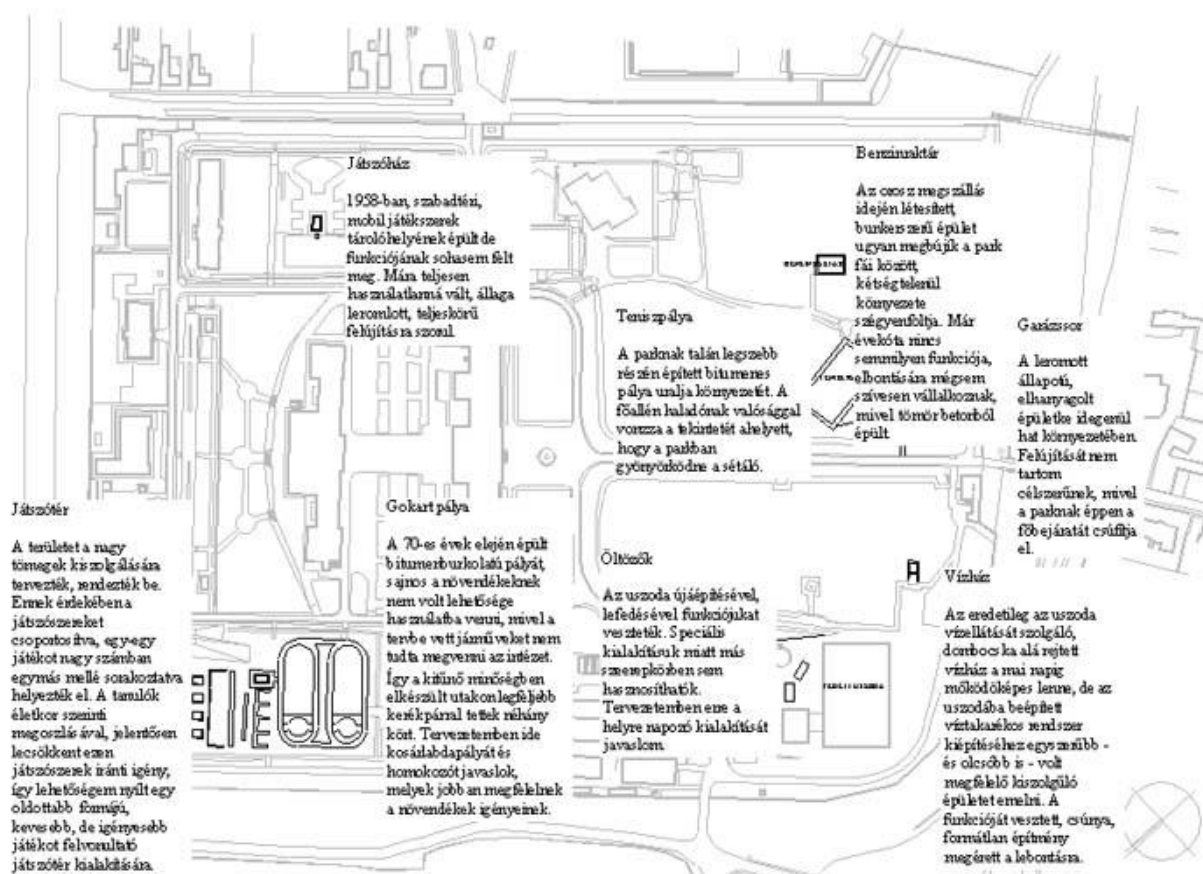 Játszóház
1958-ban, szabadtéri,
mobil játékszerek
tárolóhelyének épült de
funkciójának sohasem felt
meg. Mára teljesen
használatlanná vált, állaga
leromlott, teljeskörű
felújításra szorul.
Benzinraktár
Az orosz megszállás
idején létesített,
bunkerszerű épület
ugyan megbújik a park
fái között,
kétségtelenül
környezete
szégyenfoltja. Már
évek óta nincs
semmilyen funkciója,
elbontására mégsem
szívesen vállalkoznak,
mivel tömör betonból
épült.
Teniszpálya
A parknak talán legszebb
részén épített bitumenes
pálya uralja környezetét. A
főallén haladónak valósággal
vonzza a tekintetét ahelyett,
hogy a parkban
gyönyörködne a sétáló.
Garázssor
A leromott
állapotú,
elhanyagolt
épületke idegenül
hat környezetében.
Felújítását nem
tartom
célszerűnek, mivel
a parknak éppen a
főbejáratát csúfítja
el.
Játszótér
A területet a nagy
tömegek kiszolgálására
tervezték, rendezték be.
Ennek érdekében a
játszószereket
csoportosítva, egy-egy
játékot nagy számban
egymás mellé sorakoztatva
helyezték el. A tanulók
életkor szerinti
megoszlásával, jelentősen
lecsökkent ezen
játszószerek iránti igény,
így lehetőségem nyílt egy
oldottabb formájú,
kevesebb, de igényesebb
játékot felvonultató
játszótér kialakítására.
Gokart pálya
A 70-es évek elején épült
bitumenburkolatú pályát,
sajnos a növendékeknek
nem volt lehetősége
használatba venni, mivel a
tervbe vett járműveket nem
tudta megvenni az intézet.
Így a kitűnő minőségben
elkészült utakon legfeljebb
kerékpárral tettek néhány
kört. Tervezetemben ide
kosárlabdapályát és
homokozót javaslok,
melyek jobban megfelelnek
a növendékek igényeinek.
Öltözők
Az uszoda újáépítésével,
lefedésével funkciójukat
vesztették. Speciális
kialakításuk miatt más
szerepkörben sem
hasznosíthatók.
Tervezetemben erre a
helyre napozó kialakítását
javaslom.
Vízház
Az eredetileg az uszoda
vízellátását szolgáló,
dombocska alá rejtett
vízház a mai napig
működőképes lenne, de az
uszodába beépített
víztakarékos rendszer
kiépítéséhez egyszerűbb -
és olcsóbb is - volt
megfelelő kiszolgáló
épületet emelni. A
funkcióját vesztett, csúnya,
formátlan építmény
megérett a lebontásra.